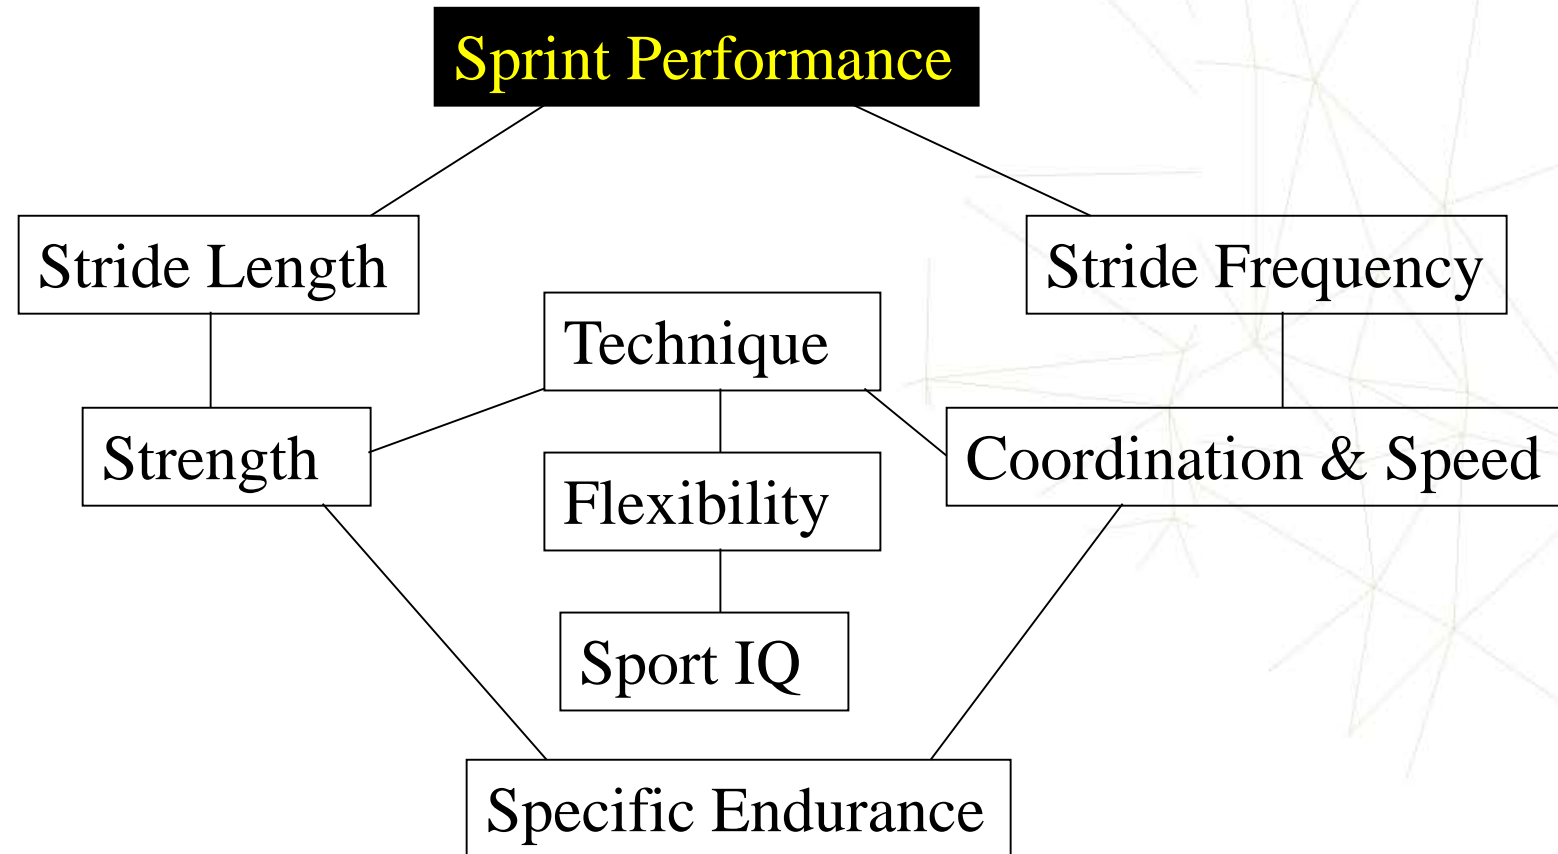 Sprint Performance
Stride Length
Stride Frequency
Technique
Strength
Coordination & Speed
Flexibility
Sport IQ
Specific Endurance